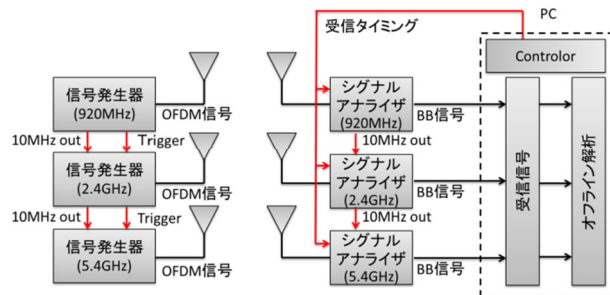 受信タイミング
PC
Controlor
信号発生器
(920MHz)
OFDM信号
10MHz out
Trigger
信号発生器
(2.4GHz)
OFDM信号
10MHz out
Trigger
信号発生器
(5.4GHz)
OFDM信号
シグナル
アナライザ
(920MHz)
BB信号
10MHz out
シグナル
アナライザ
(2.4GHz)
BB信号
10MHz out
シグナル
アナライザ
(5.4GHz)
BB信号
受信信号
オフライン解析